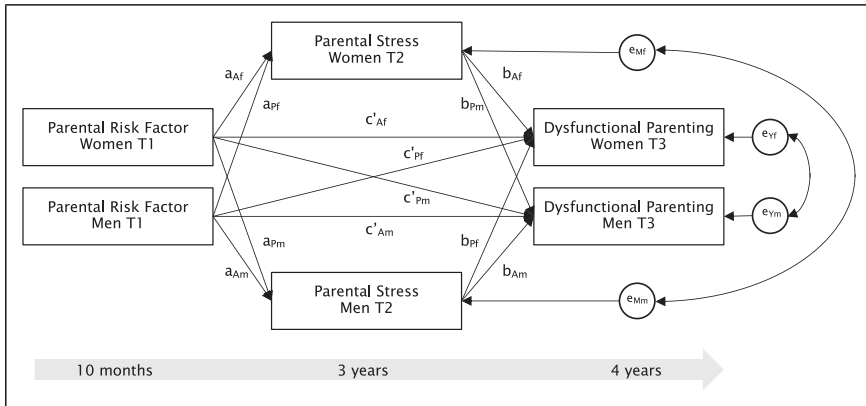 Parental Stress
Women T2
e_Mf
a_Af
b_Af
a_Pf
b_Pm
Parental Risk Factor
Women T1
c'_Af
Dysfunctional Parenting
Women T3
e_Yf
c'_Pf
Parental Risk Factor
Men T1
c'_Pm
Dysfunctional Parenting
Men T3
e_Ym
c'_Am
a_Pm
b_Pf
a_Am
b_Am
Parental Stress
Men T2
e_Mm
10 months
3 years
4 years